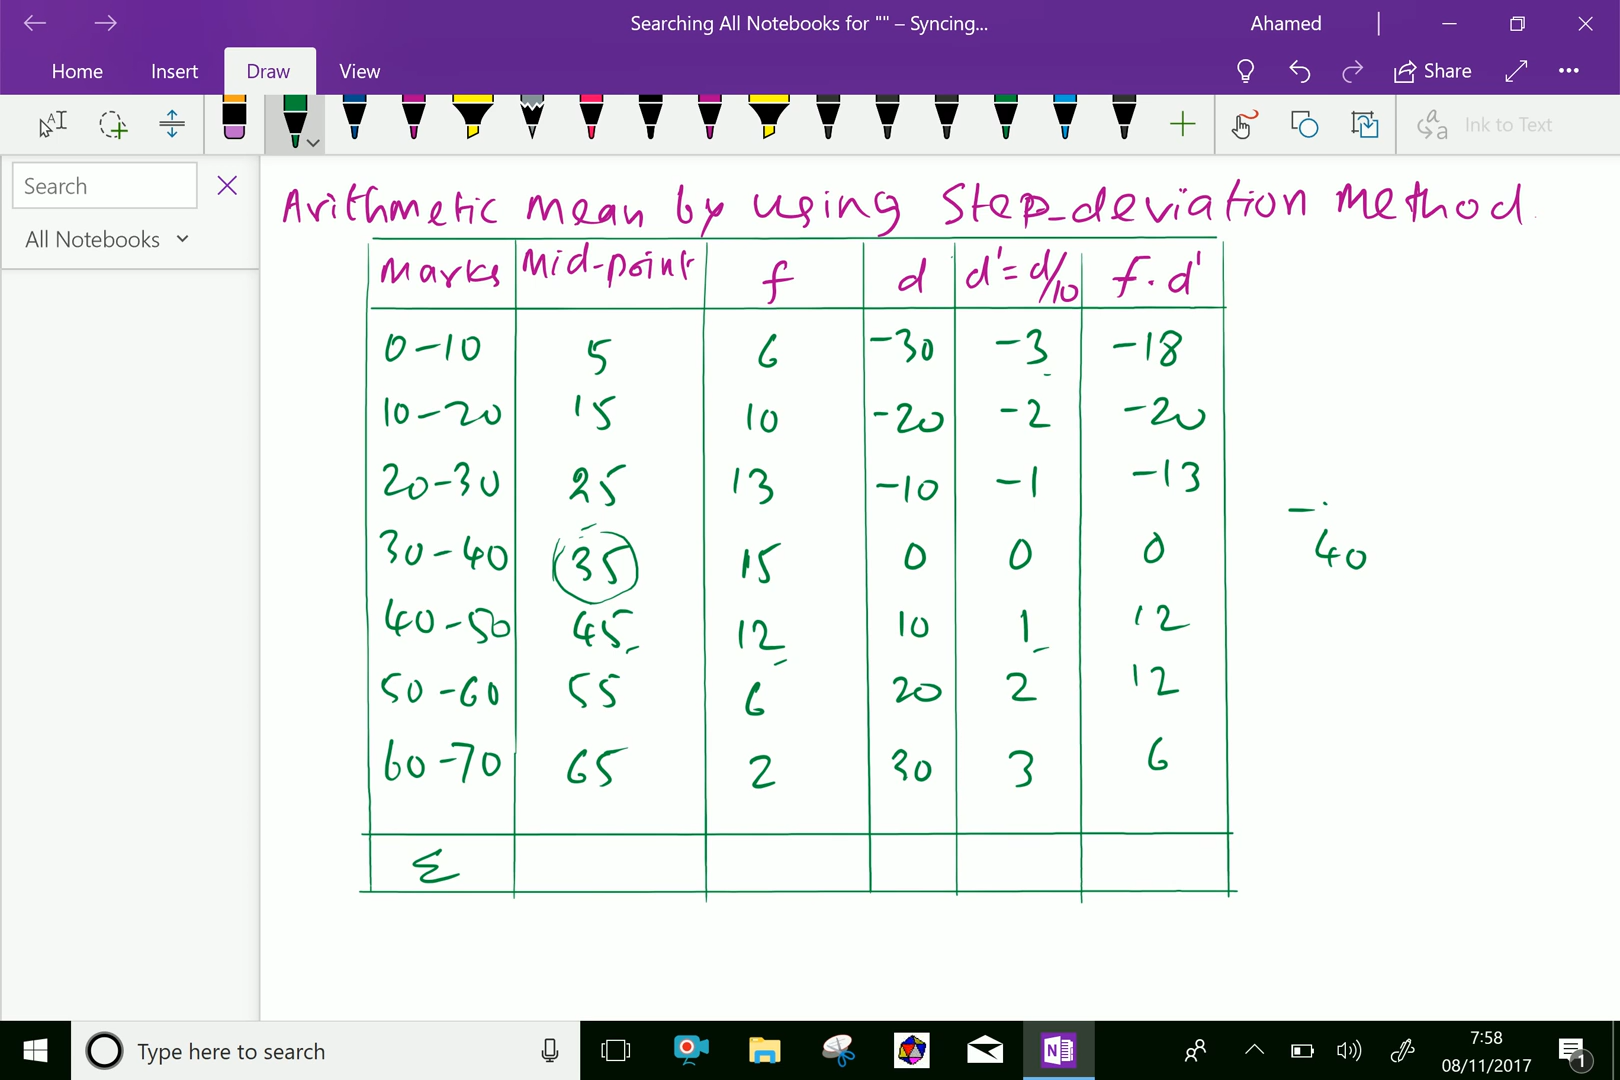 Searching All Notebooks for "" – Syncing...
Ahamed
Home Insert Draw View
Share
Ink to Text
Search
All Notebooks
Arithmetic mean by using Step-deviation Method.
Marks Mid-point f d d'=d/10 f.d'
0-10 5 6 -30 -3 -18
10-20 15 10 -20 -2 -20
20-30 25 13 -10 -1 -13
30-40 35 15 0 0 0
40-50 45 12 10 1 12
50-60 55 6 20 2 12
60-70 65 2 30 3 6
Σ
-
40
Type here to search
N
7:58
08/11/2017
1